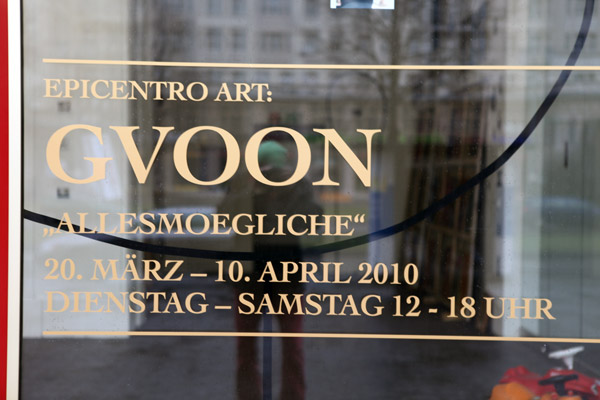 EPICENTRO ART:
GVOON
„ALLESMOEGLICHE“
20. MÄRZ – 10. APRIL 2010
DIENSTAG – SAMSTAG 12 - 18 UHR